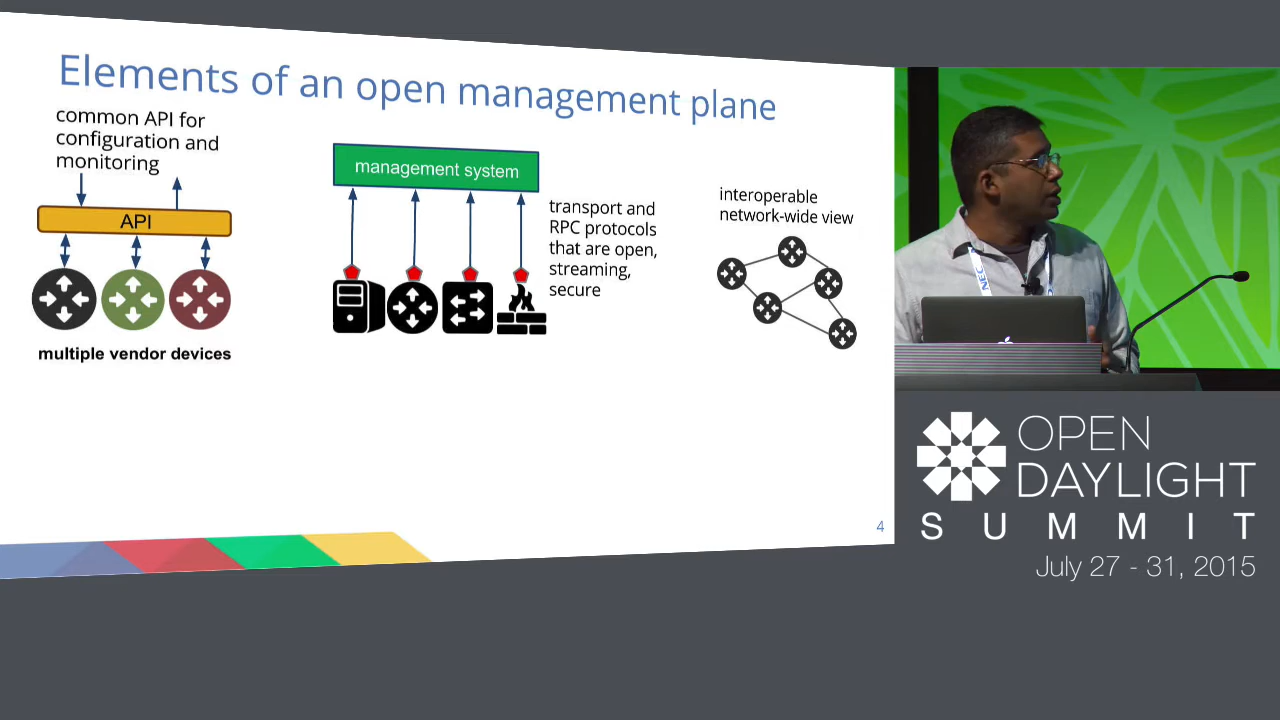 Elements of an open management plane
common API for
configuration and
monitoring
API
multiple vendor devices
management system
transport and
RPC protocols
that are open,
streaming,
secure
interoperable
network-wide view
4
NEC
OPEN
DAYLIGHT
SUMMIT
July 27 - 31, 2015